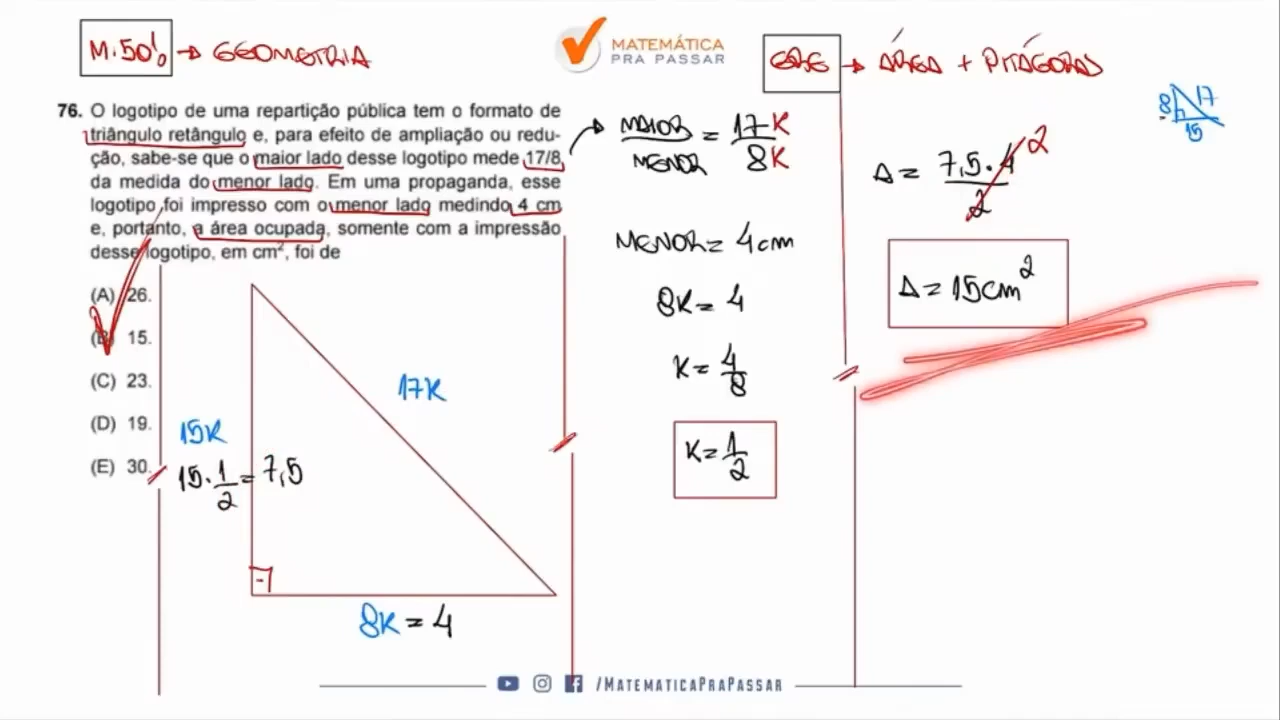 M.50% → GEOMETRIA
MATEMÁTICA
PRA PASSAR
→ ÁREA + PITÁGORAS
8 17
15
76. O logotipo de uma repartição pública tem o formato de
triângulo retângulo e, para efeito de ampliação ou redu-
ção, sabe-se que o maior lado desse logotipo mede 17/8
da medida do menor lado. Em uma propaganda, esse
logotipo foi impresso com o menor lado medindo 4 cm
e, portanto, a área ocupada, somente com a impressão
desse logotipo, em cm², foi de
(A) 26.
(B) 15.
(C) 23.
(D) 19.
(E) 30.
15K
15.1/2=7,5
17K
8K = 4
MAIOR/MENOR = 17K/8K
MENOR = 4cm
8K = 4
K = 4/8
K = 1/2
A = 7,5.4/2 2
A = 15cm²
/MATEMATICAPRAPASSAR